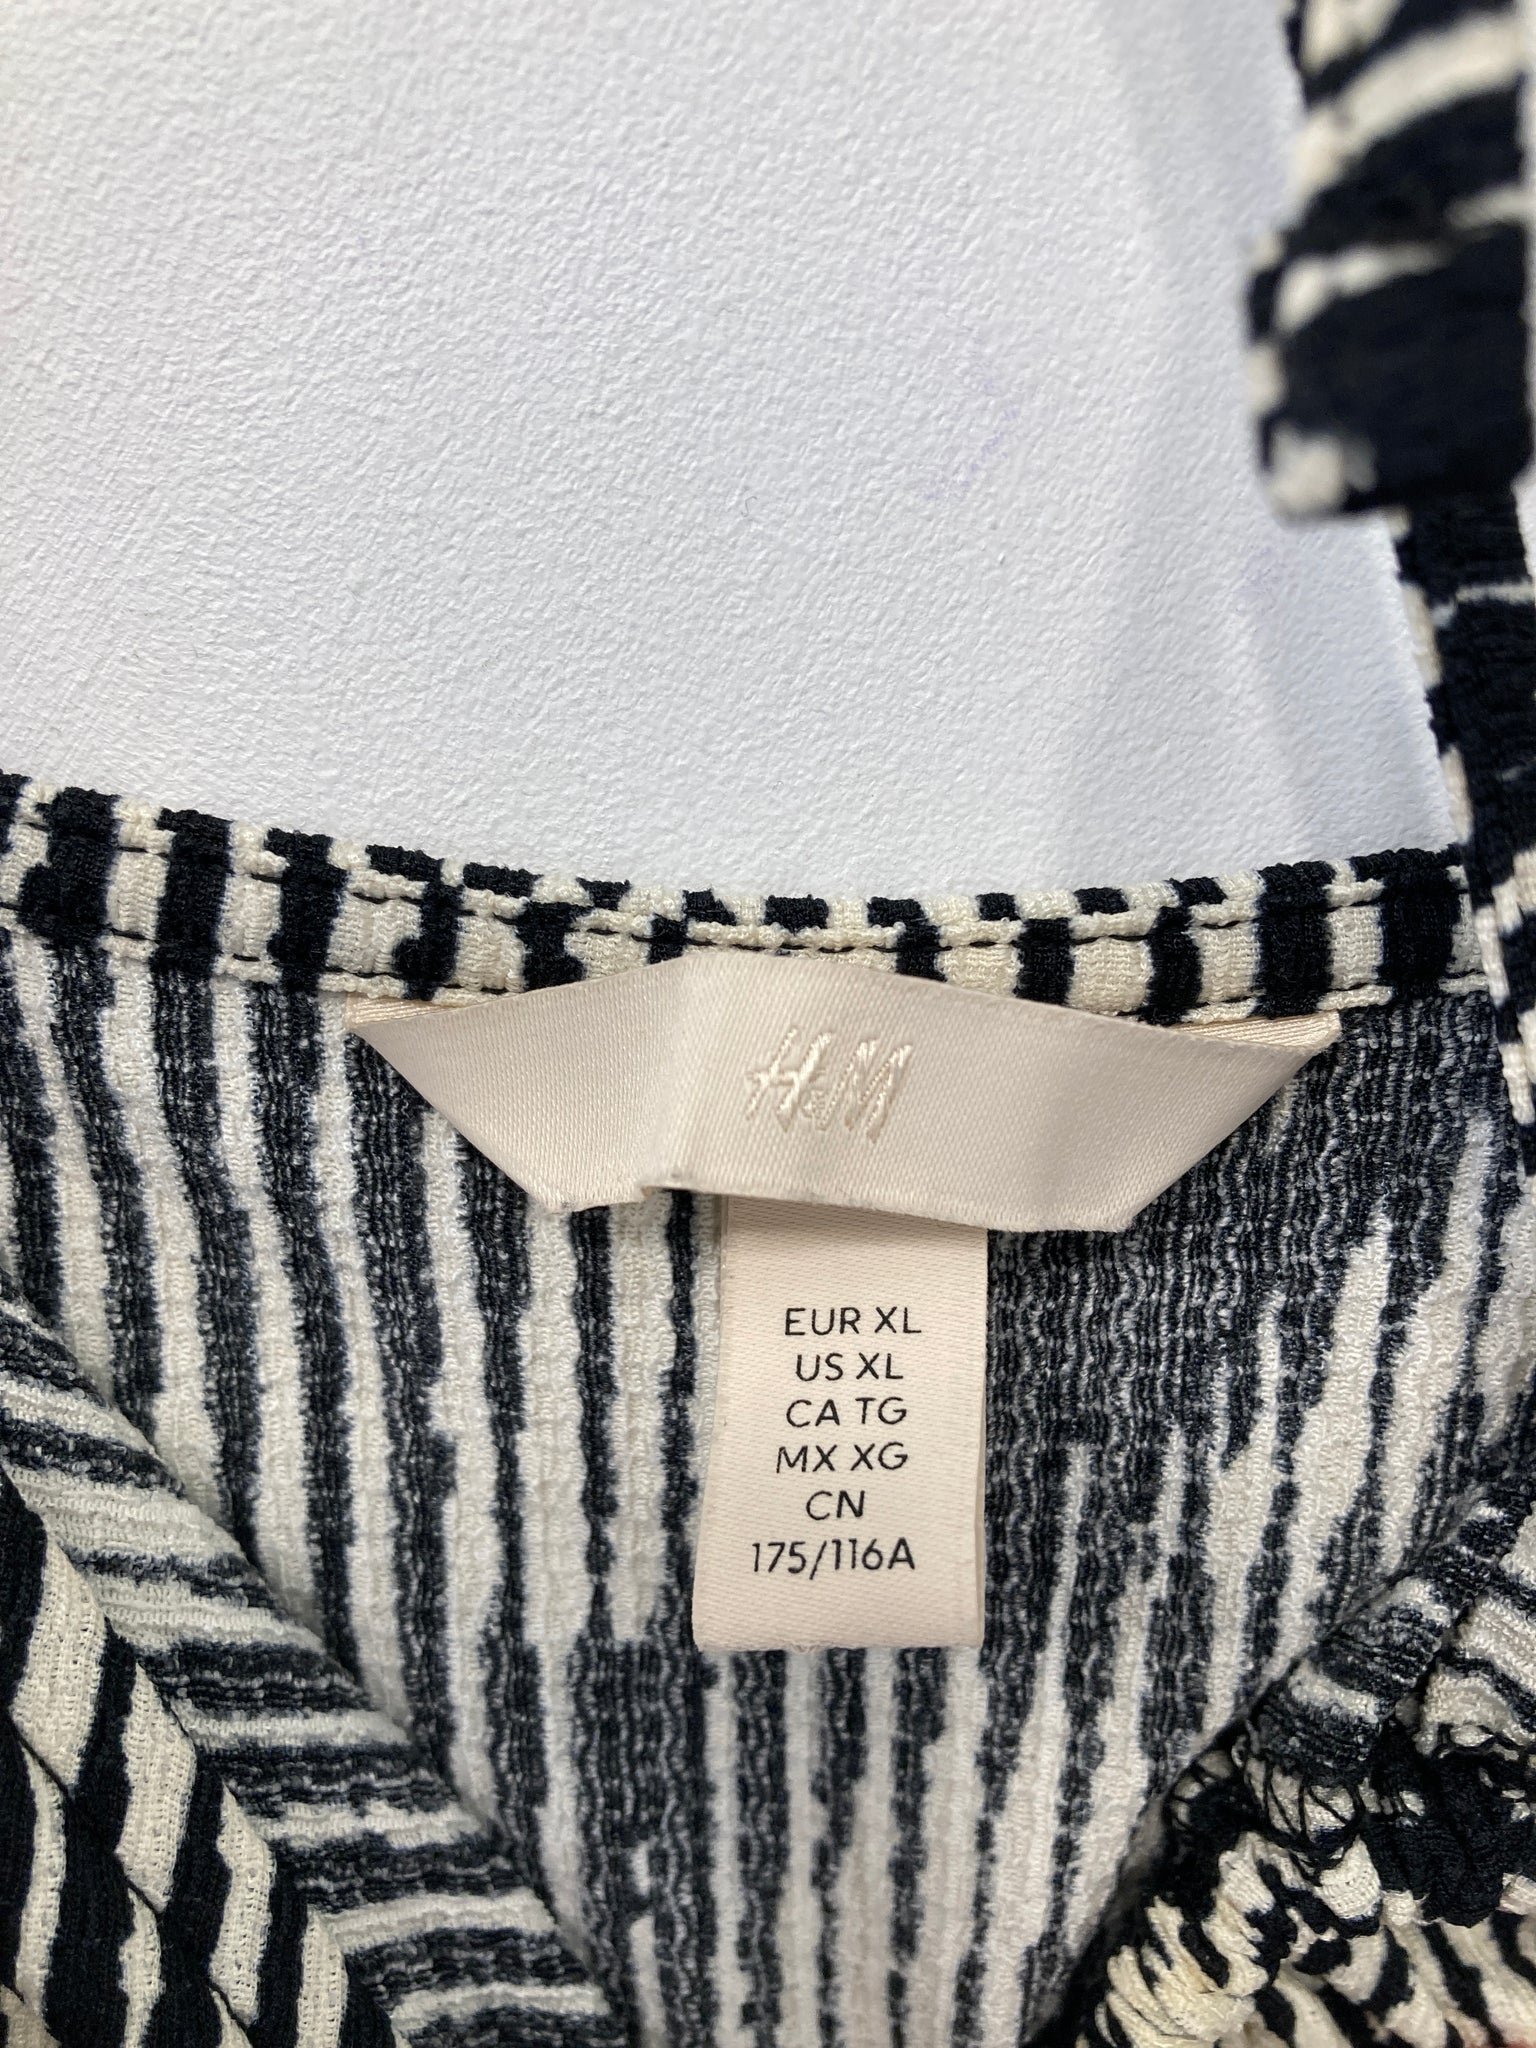 H&M
EUR XL
US XL
CA TG
MX XG
CN
175/116A